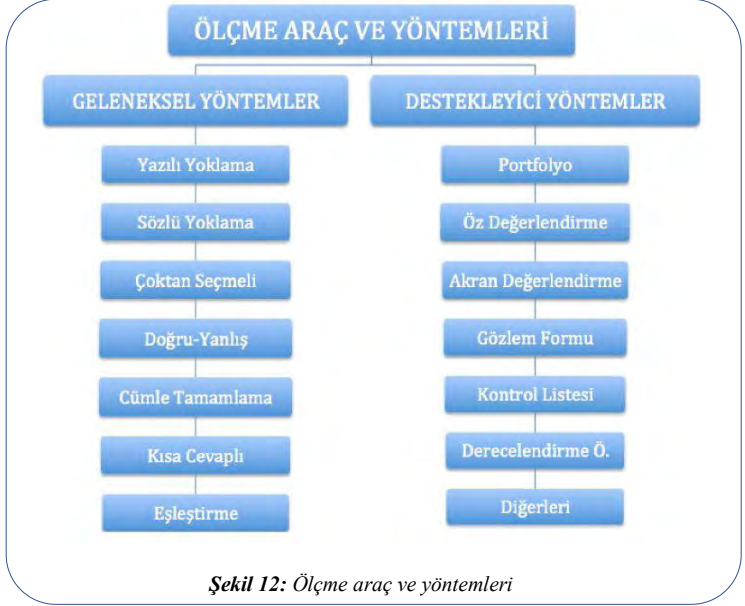 ÖLÇME ARAÇ VE YÖNTEMLERİ
GELENEKSEL YÖNTEMLER
Yazılı Yoklama
Sözlü Yoklama
Çoktan Seçmeli
Doğru-Yanlış
Cümle Tamamlama
Kısa Cevaplı
Eşleştirme
DESTEKLEYİCİ YÖNTEMLER
Portfolyo
Öz Değerlendirme
Akran Değerlendirme
Gözlem Formu
Kontrol Listesi
Derecelendirme Ö.
Diğerleri
Şekil 12: Ölçme araç ve yöntemleri